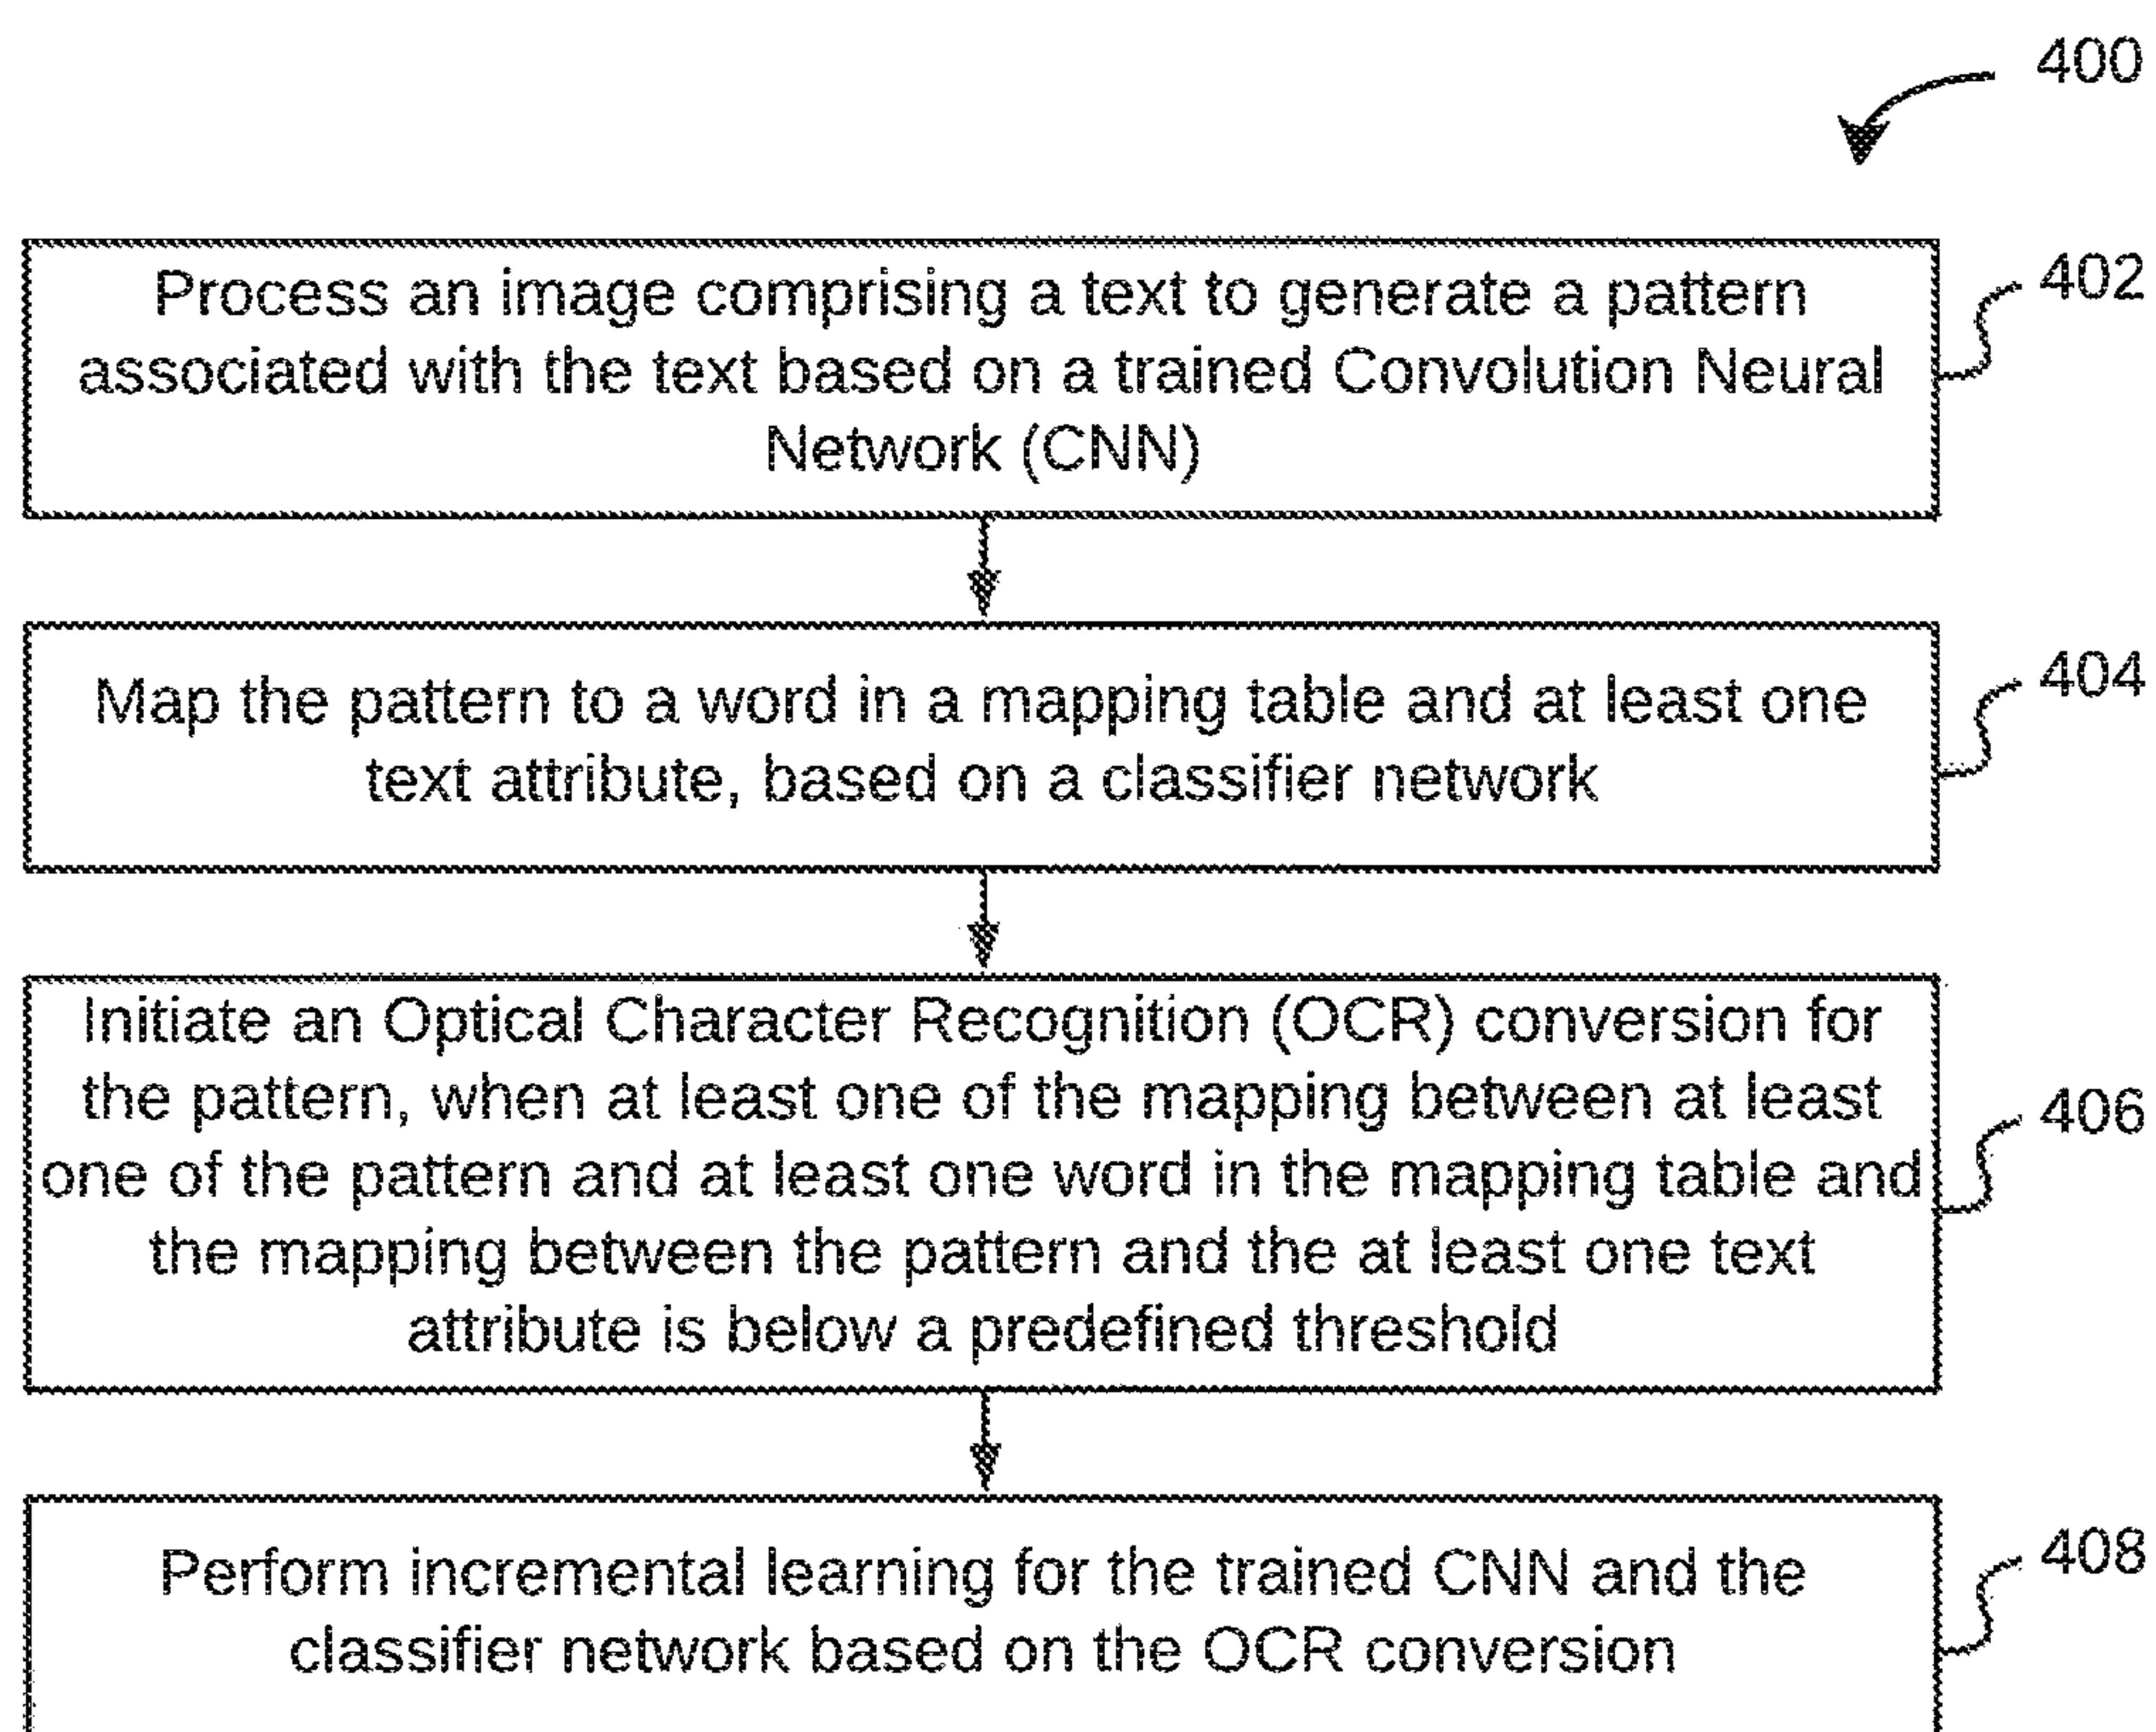 400
Process an image comprising a text to generate a pattern
associated with the text based on a trained Convolution Neural
Network (CNN)
402
Map the pattern to a word in a mapping table and at least one
text attribute, based on a classifier network
404
Initiate an Optical Character Recognition (OCR) conversion for
the pattern, when at least one of the mapping between at least
one of the pattern and at least one word in the mapping table and
the mapping between the pattern and the at least one text
attribute is below a predefined threshold
406
Perform incremental learning for the trained CNN and the
classifier network based on the OCR conversion
408